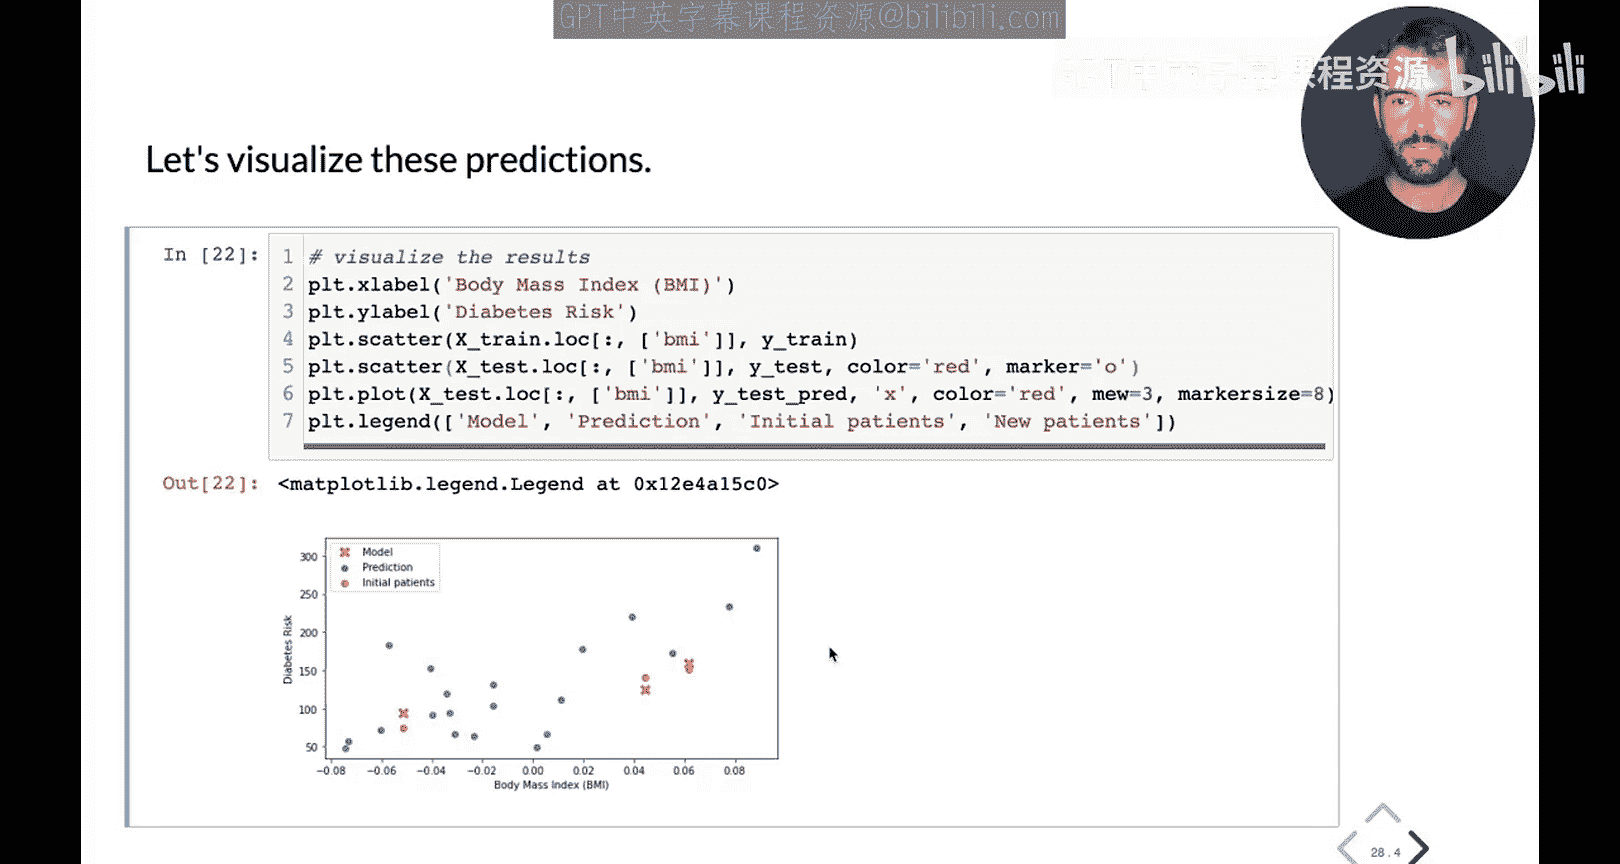 GPT中英字幕课程资源@bilibili.com
课程资源 bilibili
Let's visualize these predictions.
In [22]:
1 # visualize the results
2 plt.xlabel('Body Mass Index (BMI)')
3 plt.ylabel('Diabetes Risk')
4 plt.scatter(X_train.loc[:, ['bmi']], y_train)
5 plt.scatter(X_test.loc[:, ['bmi']], y_test, color='red', marker='o')
6 plt.plot(X_test.loc[:, ['bmi']], y_test_pred, 'x', color='red', mew=3, markersize=8)
7 plt.legend(['Model', 'Prediction', 'Initial patients', 'New patients'])
Out[22]: <matplotlib.legend.Legend at 0x12e4a15c0>
Model
Prediction
Initial patients
300
250
200
150
100
50
Diabetes Risk
−0.08 −0.06 −0.04 −0.02 0.00 0.02 0.04 0.06 0.08
Body Mass Index (BMI)
28.4